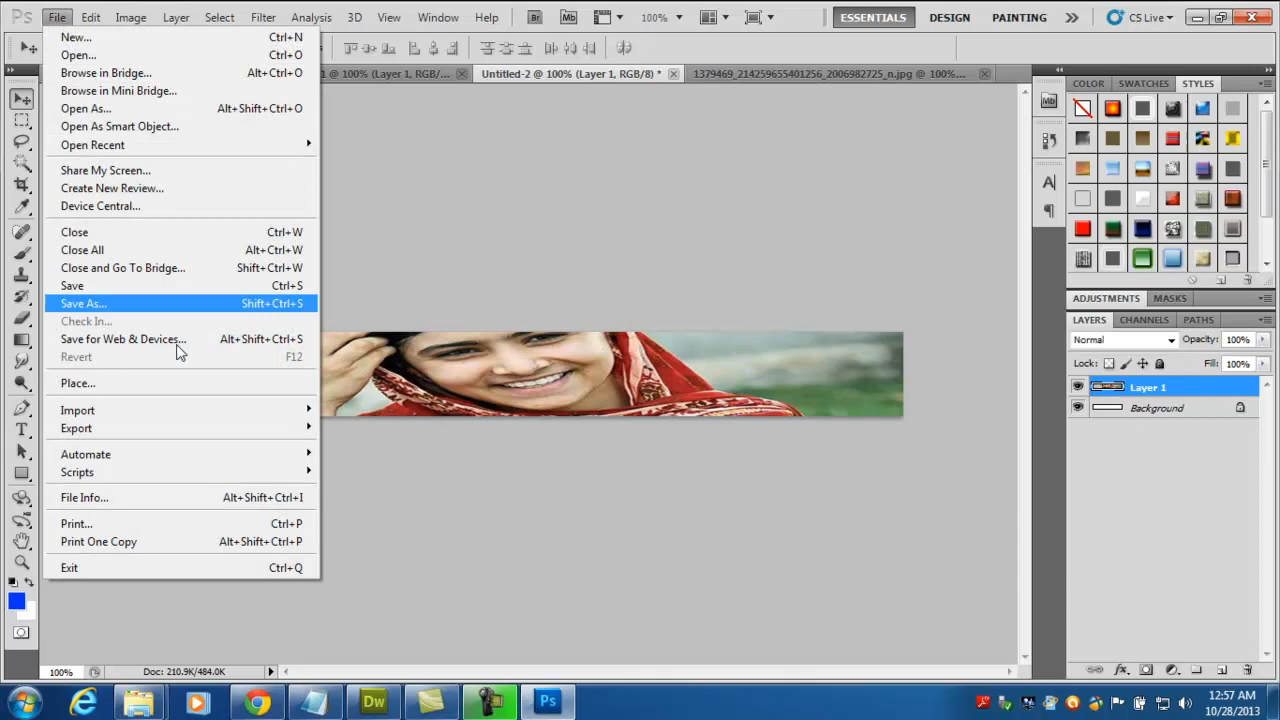 Ps File Edit Image Layer Select Filter Analysis 3D View Window Help Br Mb 100% ESSENTIALS DESIGN PAINTING CS Live
1 @ 100% (Layer 1, RGB/... Untitled-2 @ 100% (Layer 1, RGB/8) * 1379469_214259655401256_2006982725_n.jpg @ 100%...
New... Ctrl+N
Open... Ctrl+O
Browse in Bridge... Alt+Ctrl+O
Browse in Mini Bridge...
Open As... Alt+Shift+Ctrl+O
Open As Smart Object...
Open Recent
Share My Screen...
Create New Review...
Device Central...
Close Ctrl+W
Close All Alt+Ctrl+W
Close and Go To Bridge... Shift+Ctrl+W
Save Ctrl+S
Save As... Shift+Ctrl+S
Check In...
Save for Web & Devices... Alt+Shift+Ctrl+S
Revert F12
Place...
Import
Export
Automate
Scripts
File Info... Alt+Shift+Ctrl+I
Print... Ctrl+P
Print One Copy Alt+Shift+Ctrl+P
Exit Ctrl+Q
Mb
COLOR SWATCHES STYLES
ADJUSTMENTS MASKS
LAYERS CHANNELS PATHS
Normal Opacity: 100%
Lock: Fill: 100%
Layer 1
Background
100% Doc: 210.9K/484.0K
Dw Ps
12:57 AM
10/28/2013